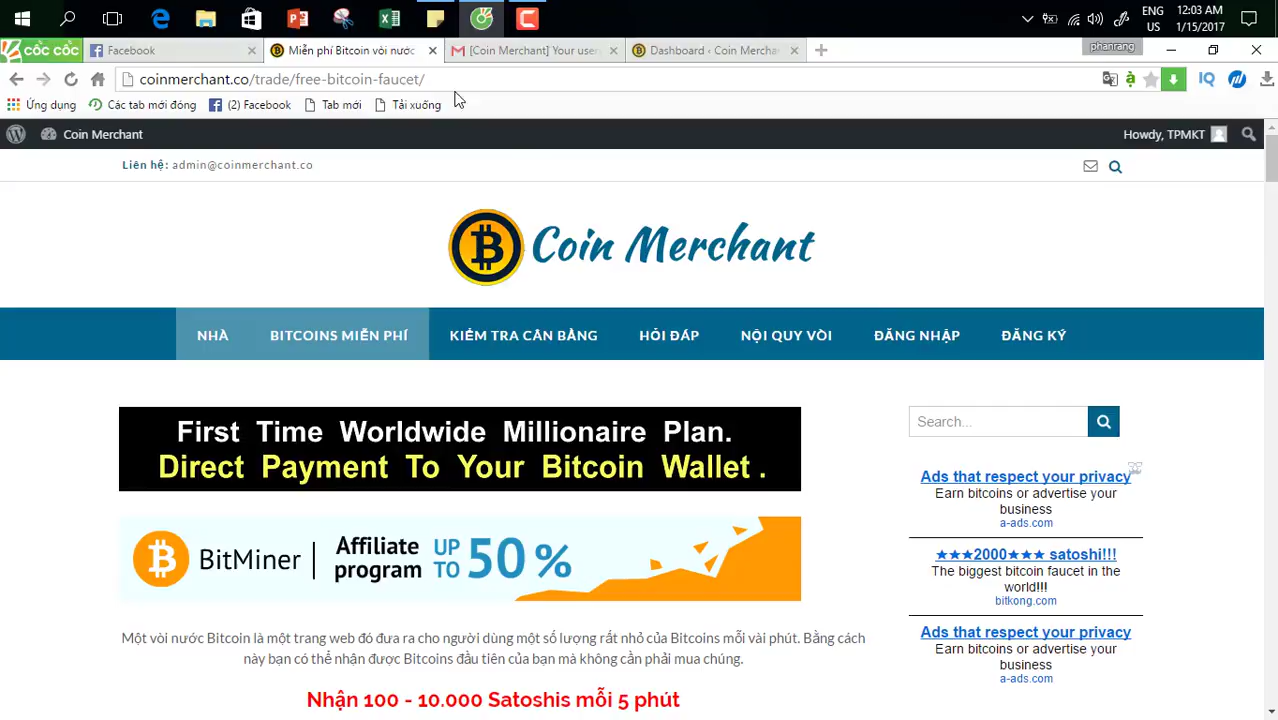 ENG
12:03 AM
US
1/15/2017
cốc cốc
Facebook
Miễn phí Bitcoin vòi nước
[Coin Merchant] Your user
Dashboard ‹ Coin Mercha
phanrang
coinmerchant.co/trade/free-bitcoin-faucet/
Ứng dụng
Các tab mới đóng
(2) Facebook
Tab mới
Tải xuống
Coin Merchant
Howdy, TPMKT
Liên hệ: admin@coinmerchant.co
Coin Merchant
NHÀ
BITCOINS MIỄN PHÍ
KIỂM TRA CÂN BẰNG
HỎI ĐÁP
NỘI QUY VÒI
ĐĂNG NHẬP
ĐĂNG KÝ
First Time Worldwide Millionaire Plan.
Direct Payment To Your Bitcoin Wallet .
Search...
Ads that respect your privacy
Earn bitcoins or advertise your
business
a-ads.com
BitMiner
Affiliate
program
UP
TO
50 %
★★★2000★★★ satoshi!!!
The biggest bitcoin faucet in the
world!!!
bitkong.com
Ads that respect your privacy
Earn bitcoins or advertise your
business
a-ads.com
Một vòi nước Bitcoin là một trang web đó đưa ra cho người dùng một số lượng rất nhỏ của Bitcoins mỗi vài phút. Bằng cách
này bạn có thể nhận được Bitcoins đầu tiên của bạn mà không cần phải mua chúng.
Nhận 100 - 10.000 Satoshis mỗi 5 phút